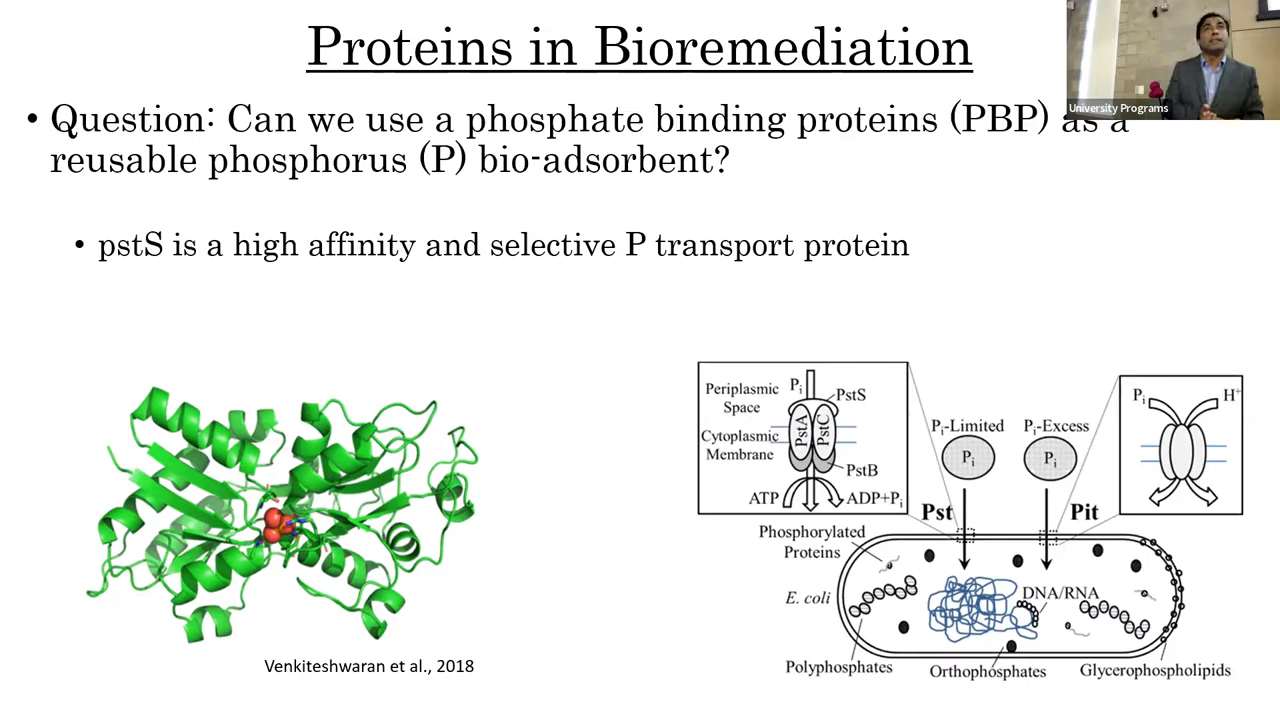 Proteins in Bioremediation
University Programs
• Question: Can we use a phosphate binding proteins (PBP) as a
reusable phosphorus (P) bio-adsorbent?
• pstS is a high affinity and selective P transport protein
Venkiteshwaran et al., 2018
Periplasmic
Space
Pi
PstS
Cytoplasmic
Membrane
PstA
PstC
PstB
ATP
ADP+Pi
Pi-Limited
Pi
Pi-Excess
Pi
Pi
H+
Pst
Pit
Phosphorylated
Proteins
E. coli
DNA/RNA
Polyphosphates
Orthophosphates
Glycerophospholipids